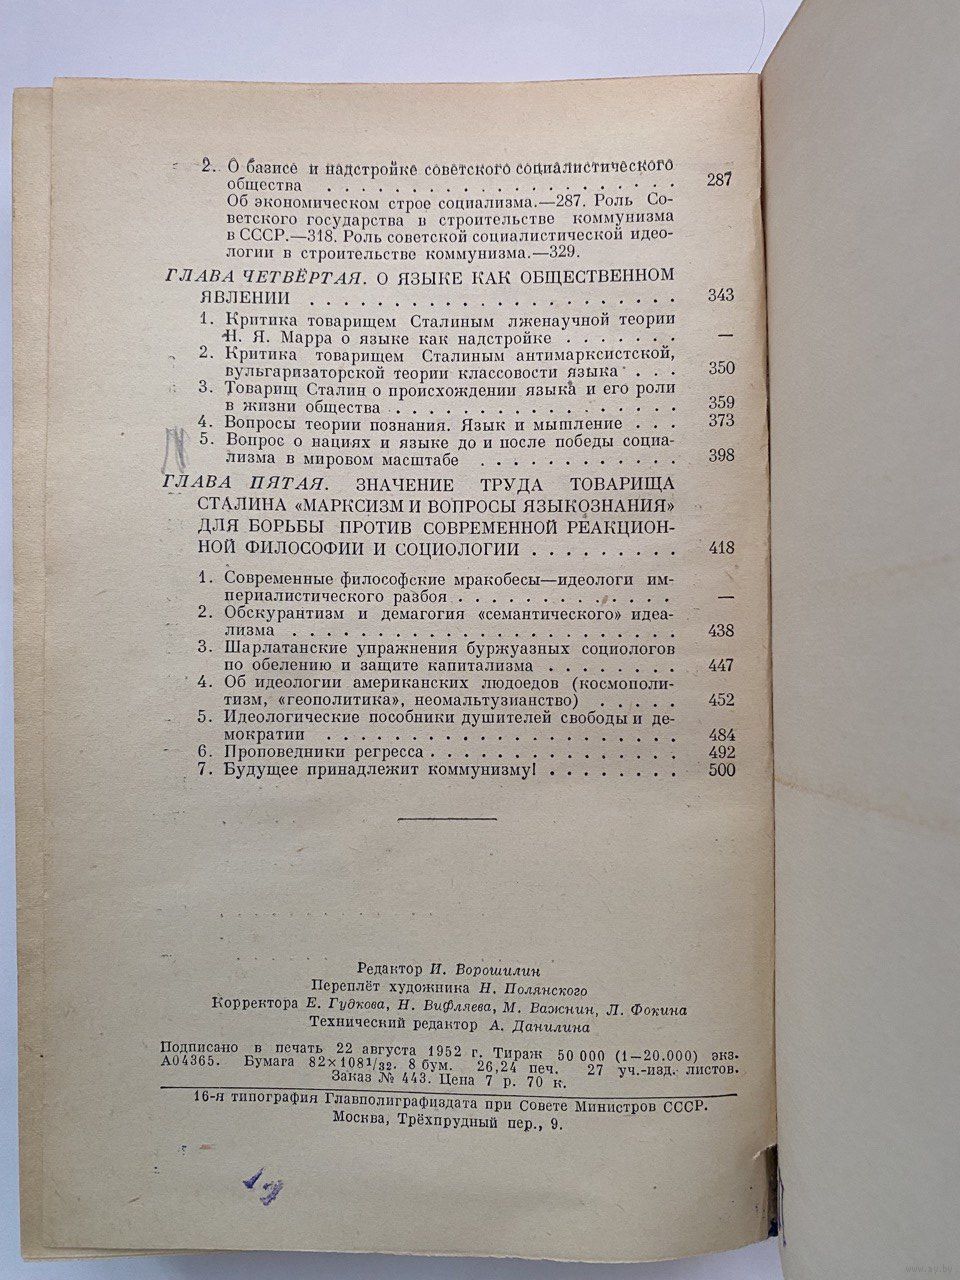 2. О базисе и надстройке советского социалистического
общества . . . . . . . . . . . . . . . . . . . . . 287
Об экономическом строе социализма.—287. Роль Со-
ветского государства в строительстве коммунизма
в СССР.—318. Роль советской социалистической идео-
логии в строительстве коммунизма.—329.
ГЛАВА ЧЕТВЁРТАЯ. О ЯЗЫКЕ КАК ОБЩЕСТВЕННОМ
ЯВЛЕНИИ . . . . . . . . . . . . . . . . . . . . . . 343
1. Критика товарищем Сталиным лженаучной теории
Н. Я. Марра о языке как надстройке . . . . . . . —
2. Критика товарищем Сталиным антимарксистской,
вульгаризаторской теории классовости языка . . . 350
3. Товарищ Сталин о происхождении языка и его роли
в жизни общества . . . . . . . . . . . . . . . . . 359
4. Вопросы теории познания. Язык и мышление . . . 373
5. Вопрос о нациях и языке до и после победы социа-
лизма в мировом масштабе . . . . . . . . . . . . 398
ГЛАВА ПЯТАЯ. ЗНАЧЕНИЕ ТРУДА ТОВАРИЩА
СТАЛИНА «МАРКСИЗМ И ВОПРОСЫ ЯЗЫКОЗНАНИЯ»
ДЛЯ БОРЬБЫ ПРОТИВ СОВРЕМЕННОЙ РЕАКЦИОН-
НОЙ ФИЛОСОФИИ И СОЦИОЛОГИИ . . . . . . . . . 418
1. Современные философские мракобесы—идеологи им-
периалистического разбоя . . . . . . . . . . . . . —
2. Обскурантизм и демагогия «семантического» идеа-
лизма . . . . . . . . . . . . . . . . . . . . . . . 438
3. Шарлатанские упражнения буржуазных социологов
по обелению и защите капитализма . . . . . . . . 447
4. Об идеологии американских людоедов (космополи-
тизм, «геополитика», неомальтузианство) . . . . . 452
5. Идеологические пособники душителей свободы и де-
мократии . . . . . . . . . . . . . . . . . . . . . 484
6. Проповедники регресса . . . . . . . . . . . . . . . 492
7. Будущее принадлежит коммунизму! . . . . . . . . 500
Редактор И. Ворошилин
Переплёт художника Н. Полянского
Корректора Е. Гудкова, Н. Вифляева, М. Важнин, Л. Фокина
Технический редактор А. Данилина
Подписано в печать 22 августа 1952 г. Тираж 50 000 (1—20.000) экз.
А04365. Бумага 82×108¹/₃₂. 8 бум. 26,24 печ. 27 уч.-изд. листов.
Заказ № 443. Цена 7 р. 70 к.
16-я типография Главполиграфиздата при Совете Министров СССР.
Москва, Трёхпрудный пер., 9.
www.ay.by